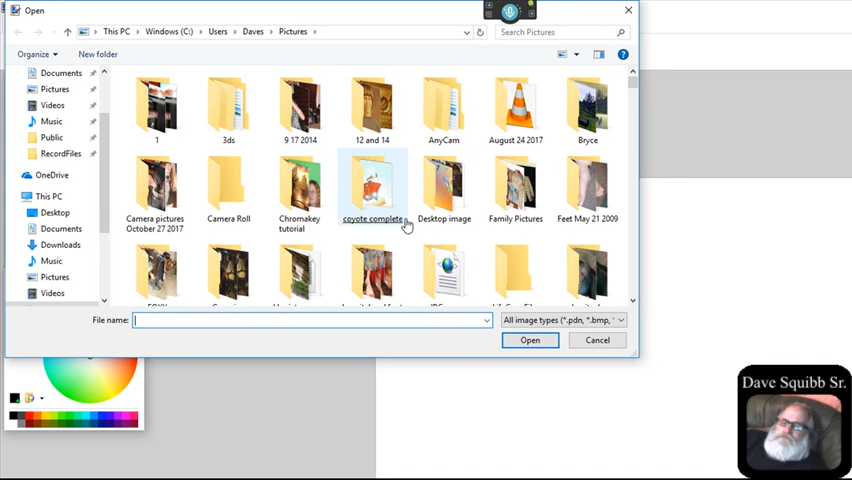 Open
This PC > Windows (C:) > Users > Daves > Pictures >
Search Pictures
Organize
New folder
Documents
Pictures
Videos
Music
Public
RecordFiles
OneDrive
This PC
Desktop
Documents
Downloads
Music
Pictures
Videos
1
3ds
9 17 2014
12 and 14
AnyCam
August 24 2017
Bryce
Camera pictures
October 27 2017
Camera Roll
Chromakey
tutorial
coyote complete
Desktop image
Family Pictures
Feet May 21 2009
File name:
All image types (*.pdn, *.bmp, '
Open
Cancel
Dave Squibb Sr.